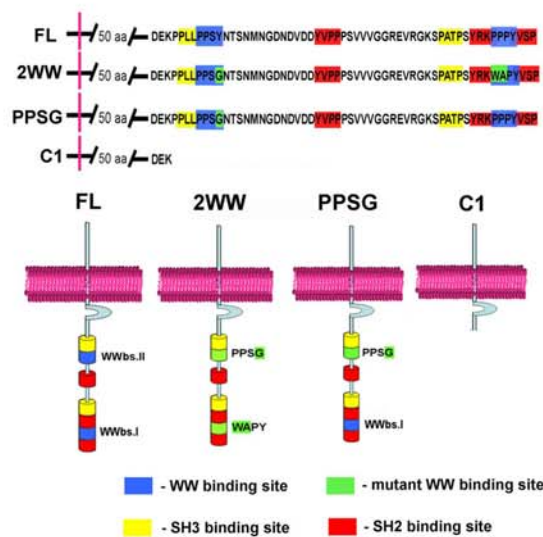 FL 50 aa DEKPPLLPPSYNTSNMNGDNDVDDYVPPPSVVVGGREVRGKSPATPSYRKPPPYVSP
2WW 50 aa DEKPPLLPPSGNTSNMNGDNDVDDYVPPPSVVVGGREVRGKSPATPSYRKWAPYVSP
PPSG 50 aa DEKPPLLPPSGNTSNMNGDNDVDDYVPPPSVVVGGREVRGKSPATPSYRKPPPYVSP
C1 50 aa DEK
FL 2WW PPSG C1
WWbs.II PPSG PPSG
WWbs.I WAPY WWbs.I
- WW binding site - mutant WW binding site
- SH3 binding site - SH2 binding site